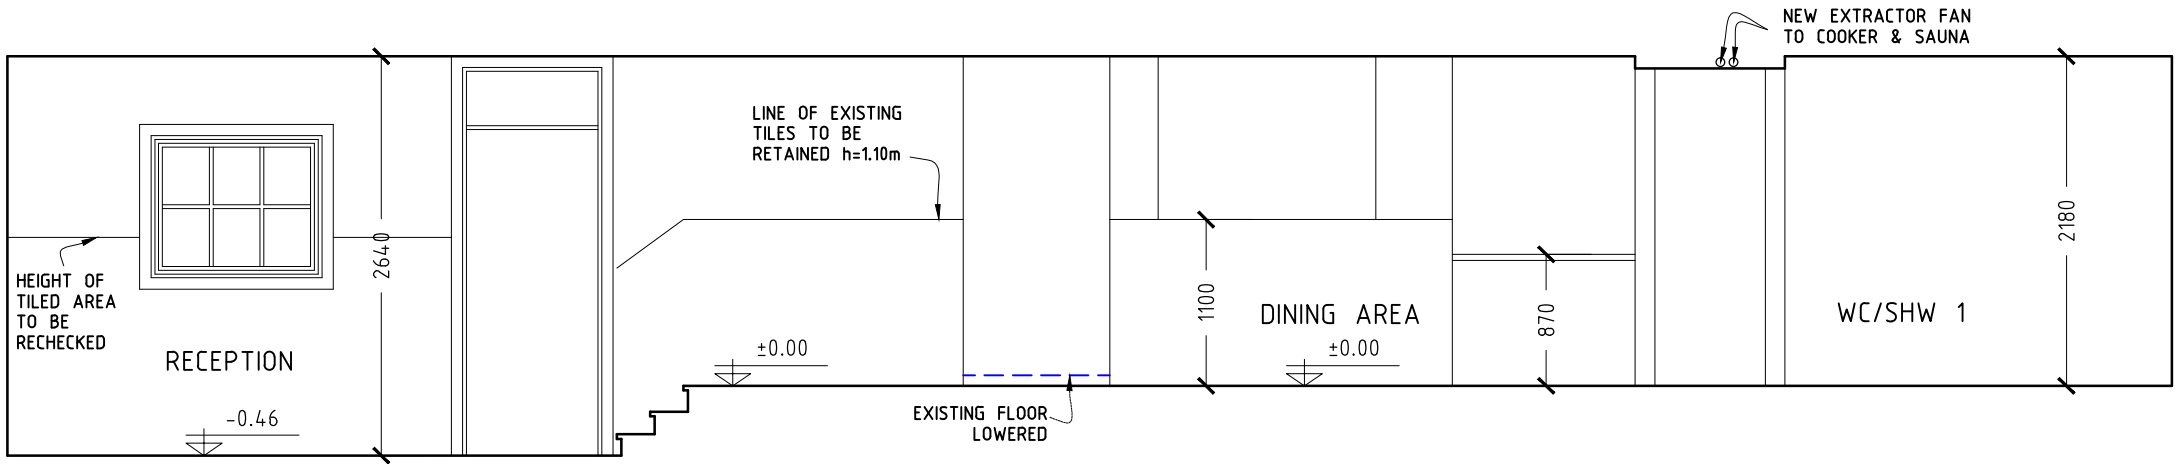 NEW EXTRACTOR FAN
TO COOKER & SAUNA
LINE OF EXISTING
TILES TO BE
RETAINED h=1.10m
2640
2180
HEIGHT OF
TILED AREA
TO BE
RECHECKED
1100
870
DINING AREA
WC/SHW 1
RECEPTION
±0.00
±0.00
-0.46
EXISTING FLOOR
LOWERED